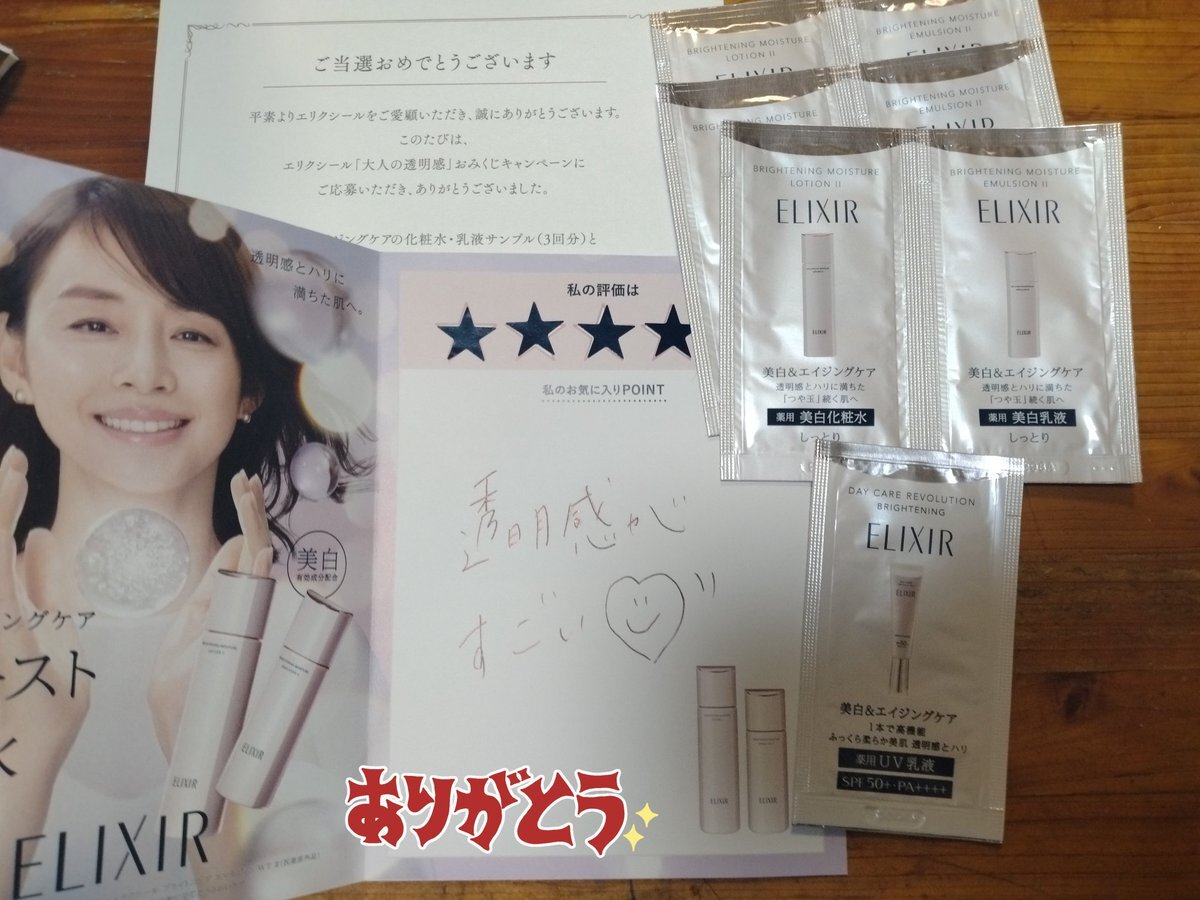 ご当選おめでとうございます
平素よりエリクシールをご愛顧いただき、誠にありがとうございます。
このたびは、
エリクシール「大人の透明感」おみくじキャンペーンに
ご応募いただき、ありがとうございました。
ジングケアの化粧水・乳液サンプル(3回分)と
透明感とハリに
満ちた肌へ。
美白
有効成分配合
ングケア
ースト
ELIXIR
ELIXIR
ELIXIR
私の評価は
★★★★
私のお気に入りPOINT
透明感がじ
すごい
ELIXIR
ELIXIR
ありがとう
BRIGHTENING MOISTURE
LOTION II
BRIGHTENING MOISTURE
EMULSION II
BRIGHTENING MOISTURE
EMULSION II
BRIGHTENING MOISTURE
LOTION II
ELIXIR
美白&エイジングケア
透明感とハリに満ちた
「つや玉」続く肌へ
薬用 美白化粧水
しっとり
BRIGHTENING MOISTURE
EMULSION II
ELIXIR
美白&エイジングケア
透明感とハリに満ちた
「つや玉」続く肌へ
薬用 美白乳液
しっとり
DAY CARE REVOLUTION
BRIGHTENING
ELIXIR
ELIXIR
美白&エイジングケア
1本で高機能
ふっくら柔らか美肌 透明感とハリ
薬用 UV乳液
SPF50+・PA++++